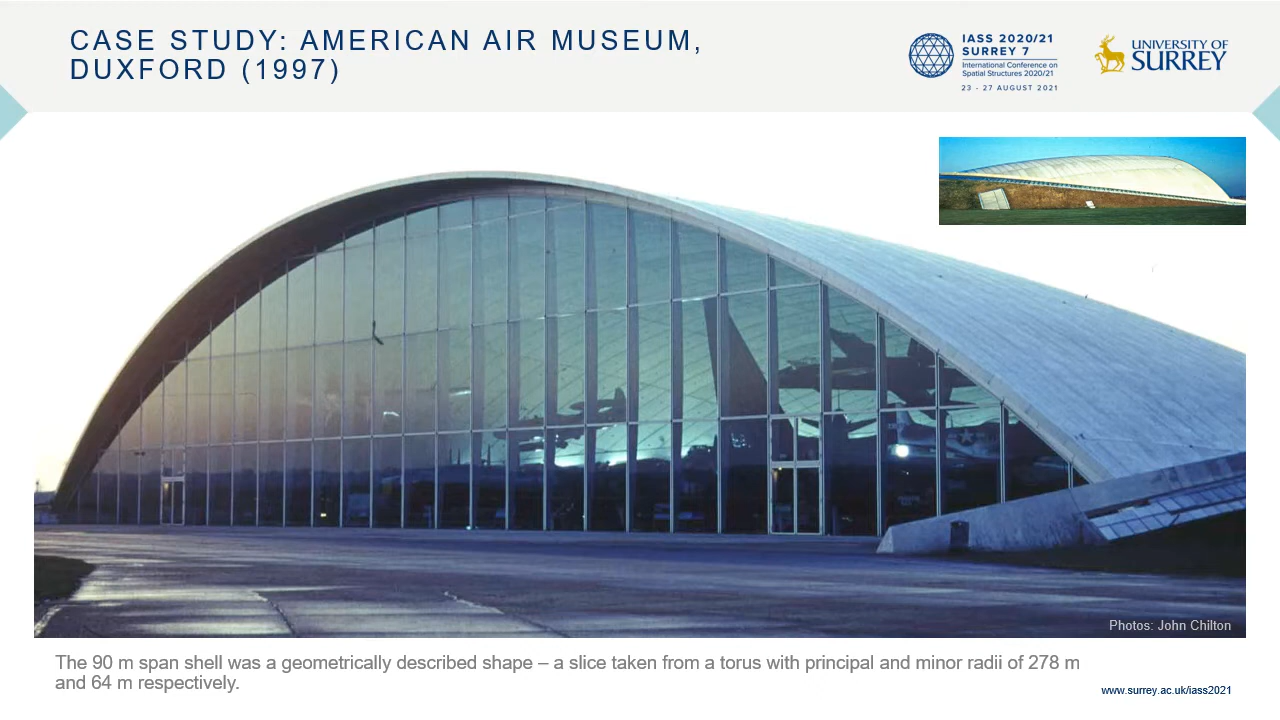 CASE STUDY: AMERICAN AIR MUSEUM,
DUXFORD (1997)
IASS 2020/21
SURREY 7
International Conference on
Spatial Structures 2020/21
23 - 27 AUGUST 2021
UNIVERSITY OF
SURREY
Photos: John Chilton
The 90 m span shell was a geometrically described shape – a slice taken from a torus with principal and minor radii of 278 m
and 64 m respectively.
www.surrey.ac.uk/iass2021